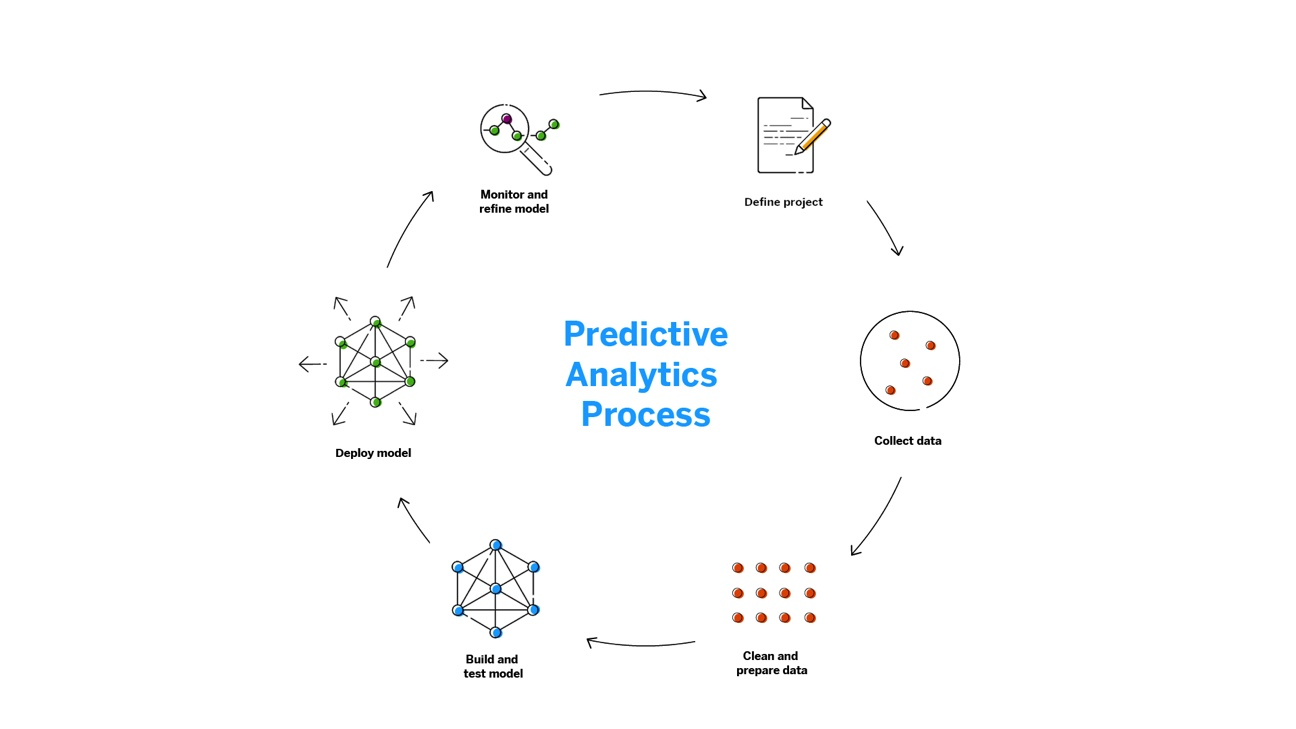 Monitor and
refine model
Define project
Predictive
Analytics
Process
Collect data
Deploy model
Build and
test model
Clean and
prepare data